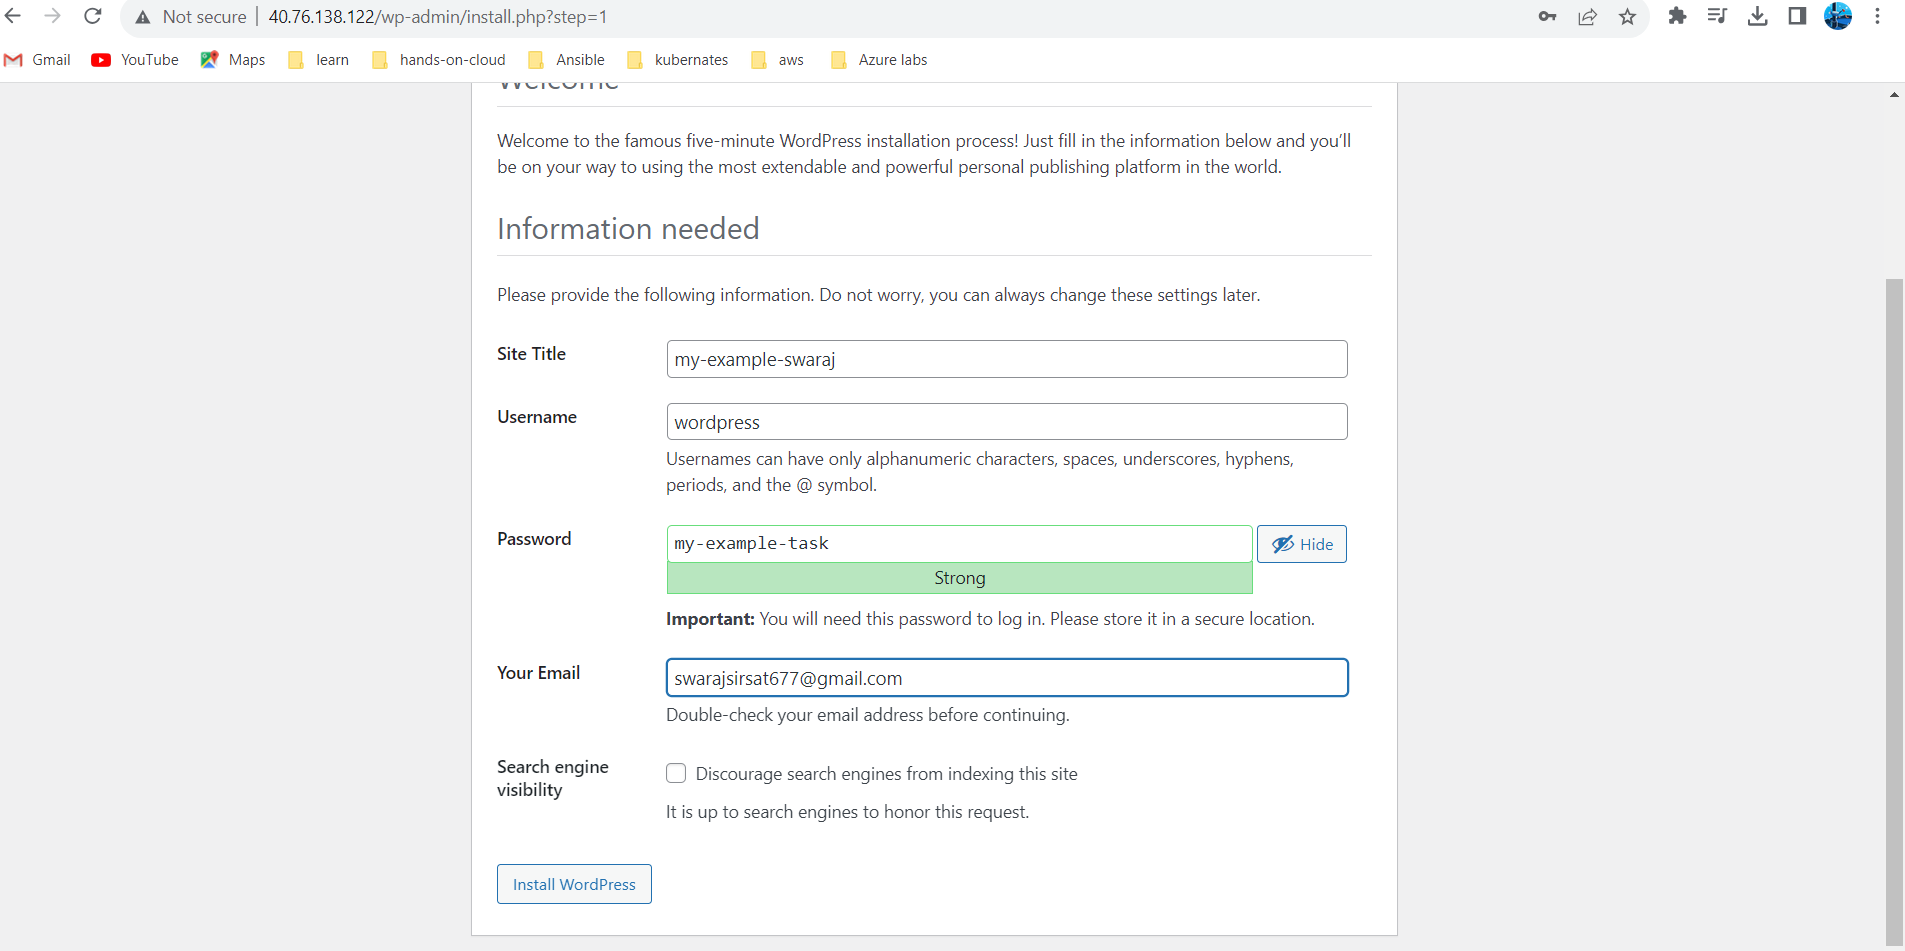 Not secure | 40.76.138.122/wp-admin/install.php?step=1
Gmail YouTube Maps learn hands-on-cloud Ansible kubernates aws Azure labs
Welcome
Welcome to the famous five-minute WordPress installation process! Just fill in the information below and you’ll
be on your way to using the most extendable and powerful personal publishing platform in the world.
Information needed
Please provide the following information. Do not worry, you can always change these settings later.
Site Title my-example-swaraj
Username wordpress
Usernames can have only alphanumeric characters, spaces, underscores, hyphens,
periods, and the @ symbol.
Password my-example-task Hide
Strong
Important: You will need this password to log in. Please store it in a secure location.
Your Email swarajsirsat677@gmail.com
Double-check your email address before continuing.
Search engine
visibility
Discourage search engines from indexing this site
It is up to search engines to honor this request.
Install WordPress